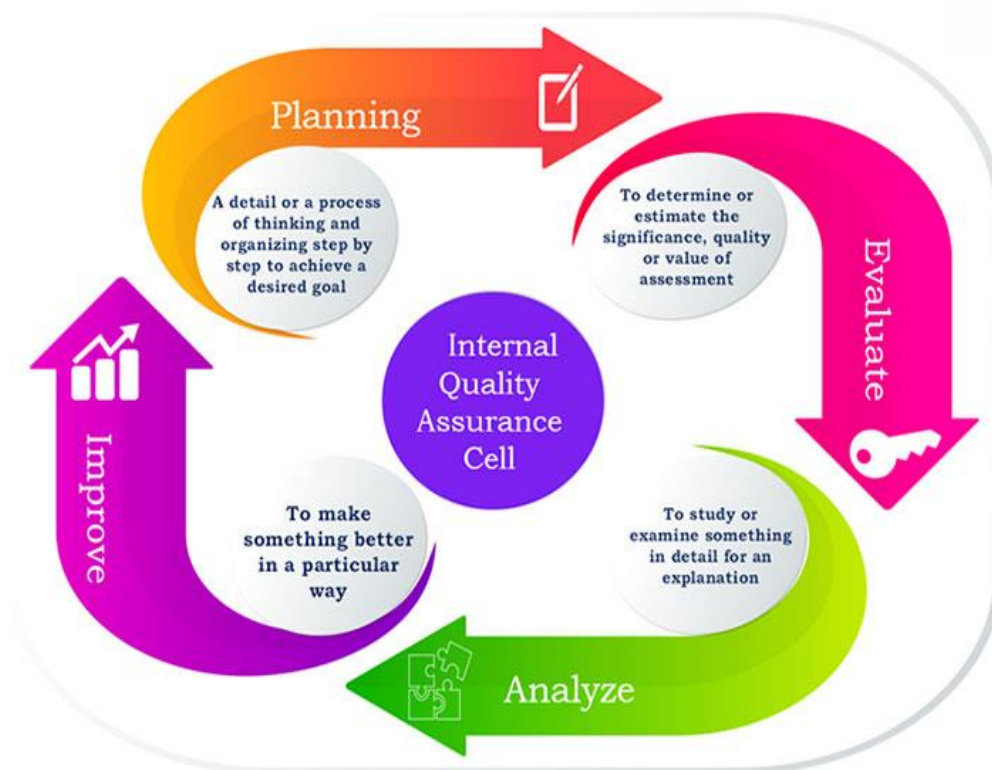 Planning
A detail or a process
of thinking and
organizing step by
step to achieve a
desired goal
To determine or
estimate the
significance, quality
or value of
assessment
Evaluate
Internal
Quality
Assurance
Cell
Improve
To make
something better
in a particular
way
To study or
examine something
in detail for an
explanation
Analyze